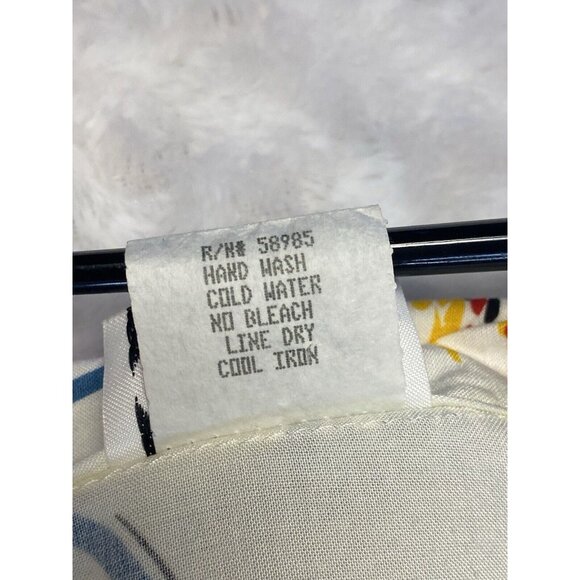 R/N# 58985
HAND WASH
COLD WATER
NO BLEACH
LINE DRY
COOL IRON